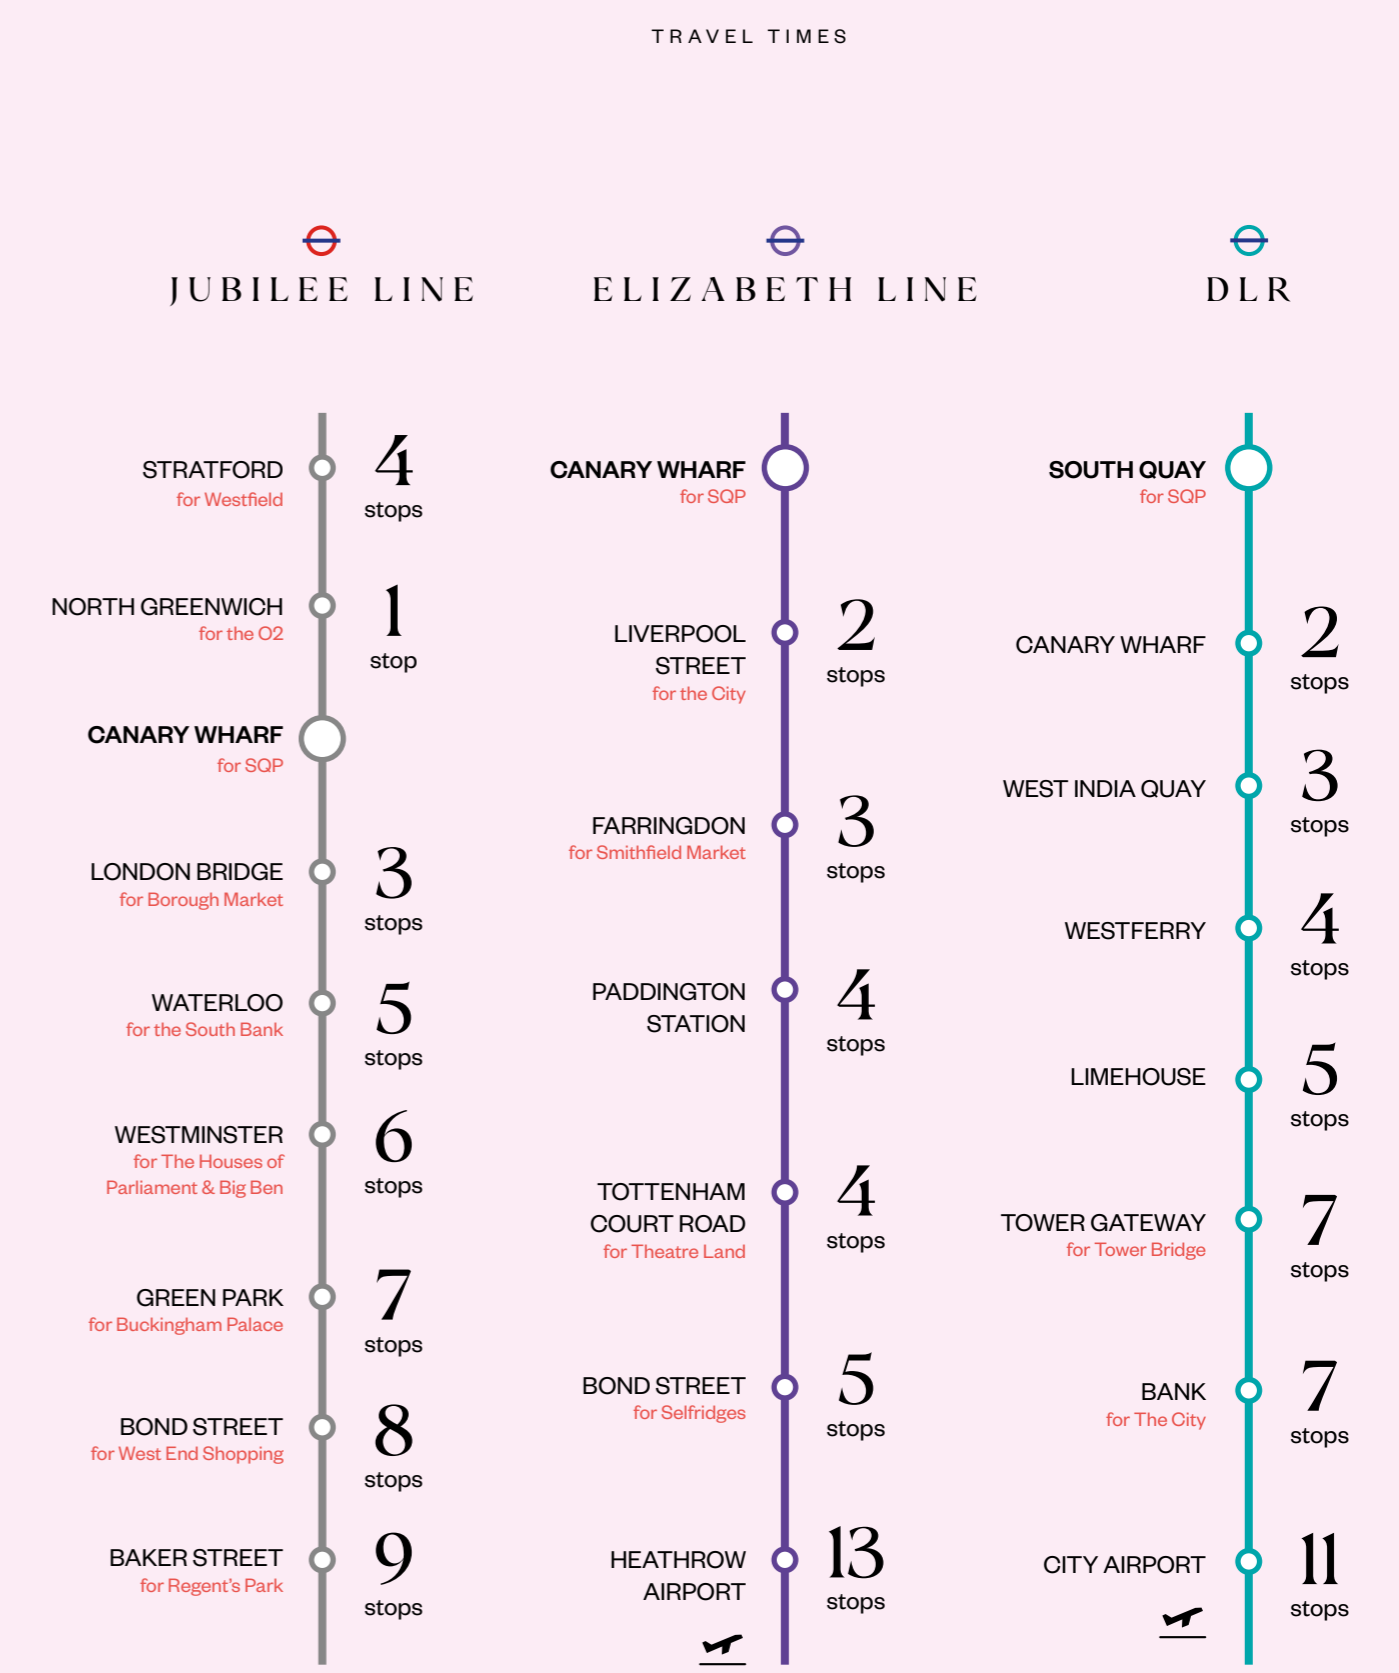 TRAVEL TIMES
JUBILEE LINE
STRATFORD
for Westfield
4
stops
NORTH GREENWICH
for the O2
1
stop
CANARY WHARF
for SQP
LONDON BRIDGE
for Borough Market
3
stops
WATERLOO
for the South Bank
5
stops
WESTMINSTER
for The Houses of
Parliament & Big Ben
6
stops
GREEN PARK
for Buckingham Palace
7
stops
BOND STREET
for West End Shopping
8
stops
BAKER STREET
for Regent's Park
9
stops
ELIZABETH LINE
CANARY WHARF
for SQP
LIVERPOOL
STREET
for the City
2
stops
FARRINGDON
for Smithfield Market
3
stops
PADDINGTON
STATION
4
stops
TOTTENHAM
COURT ROAD
for Theatre Land
4
stops
BOND STREET
for Selfridges
5
stops
HEATHROW
AIRPORT
13
stops
DLR
SOUTH QUAY
for SQP
CANARY WHARF
2
stops
WEST INDIA QUAY
3
stops
WESTFERRY
4
stops
LIMEHOUSE
5
stops
TOWER GATEWAY
for Tower Bridge
7
stops
BANK
for The City
7
stops
CITY AIRPORT
11
stops